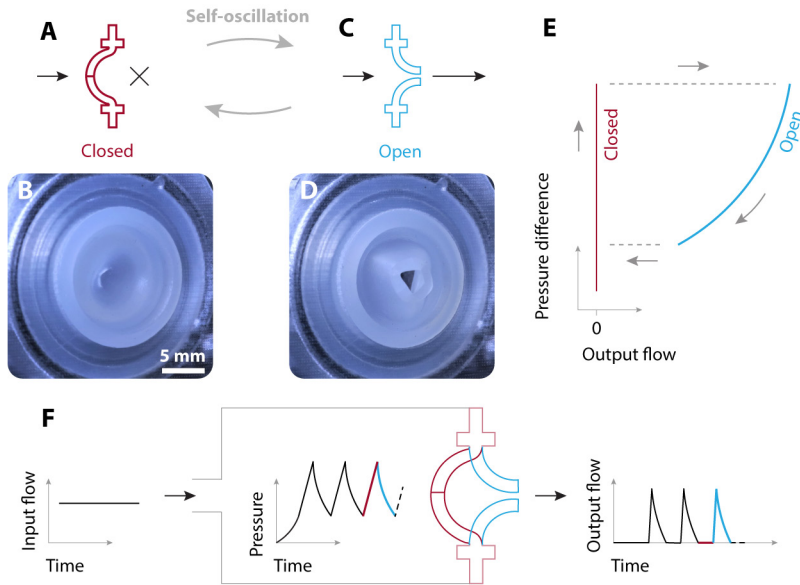 Self-oscillation
A
C
E
Closed
Open
B
5 mm
D
Pressure difference
Closed
Open
0
Output flow
F
Input flow
Time
Pressure
Time
Output flow
Time